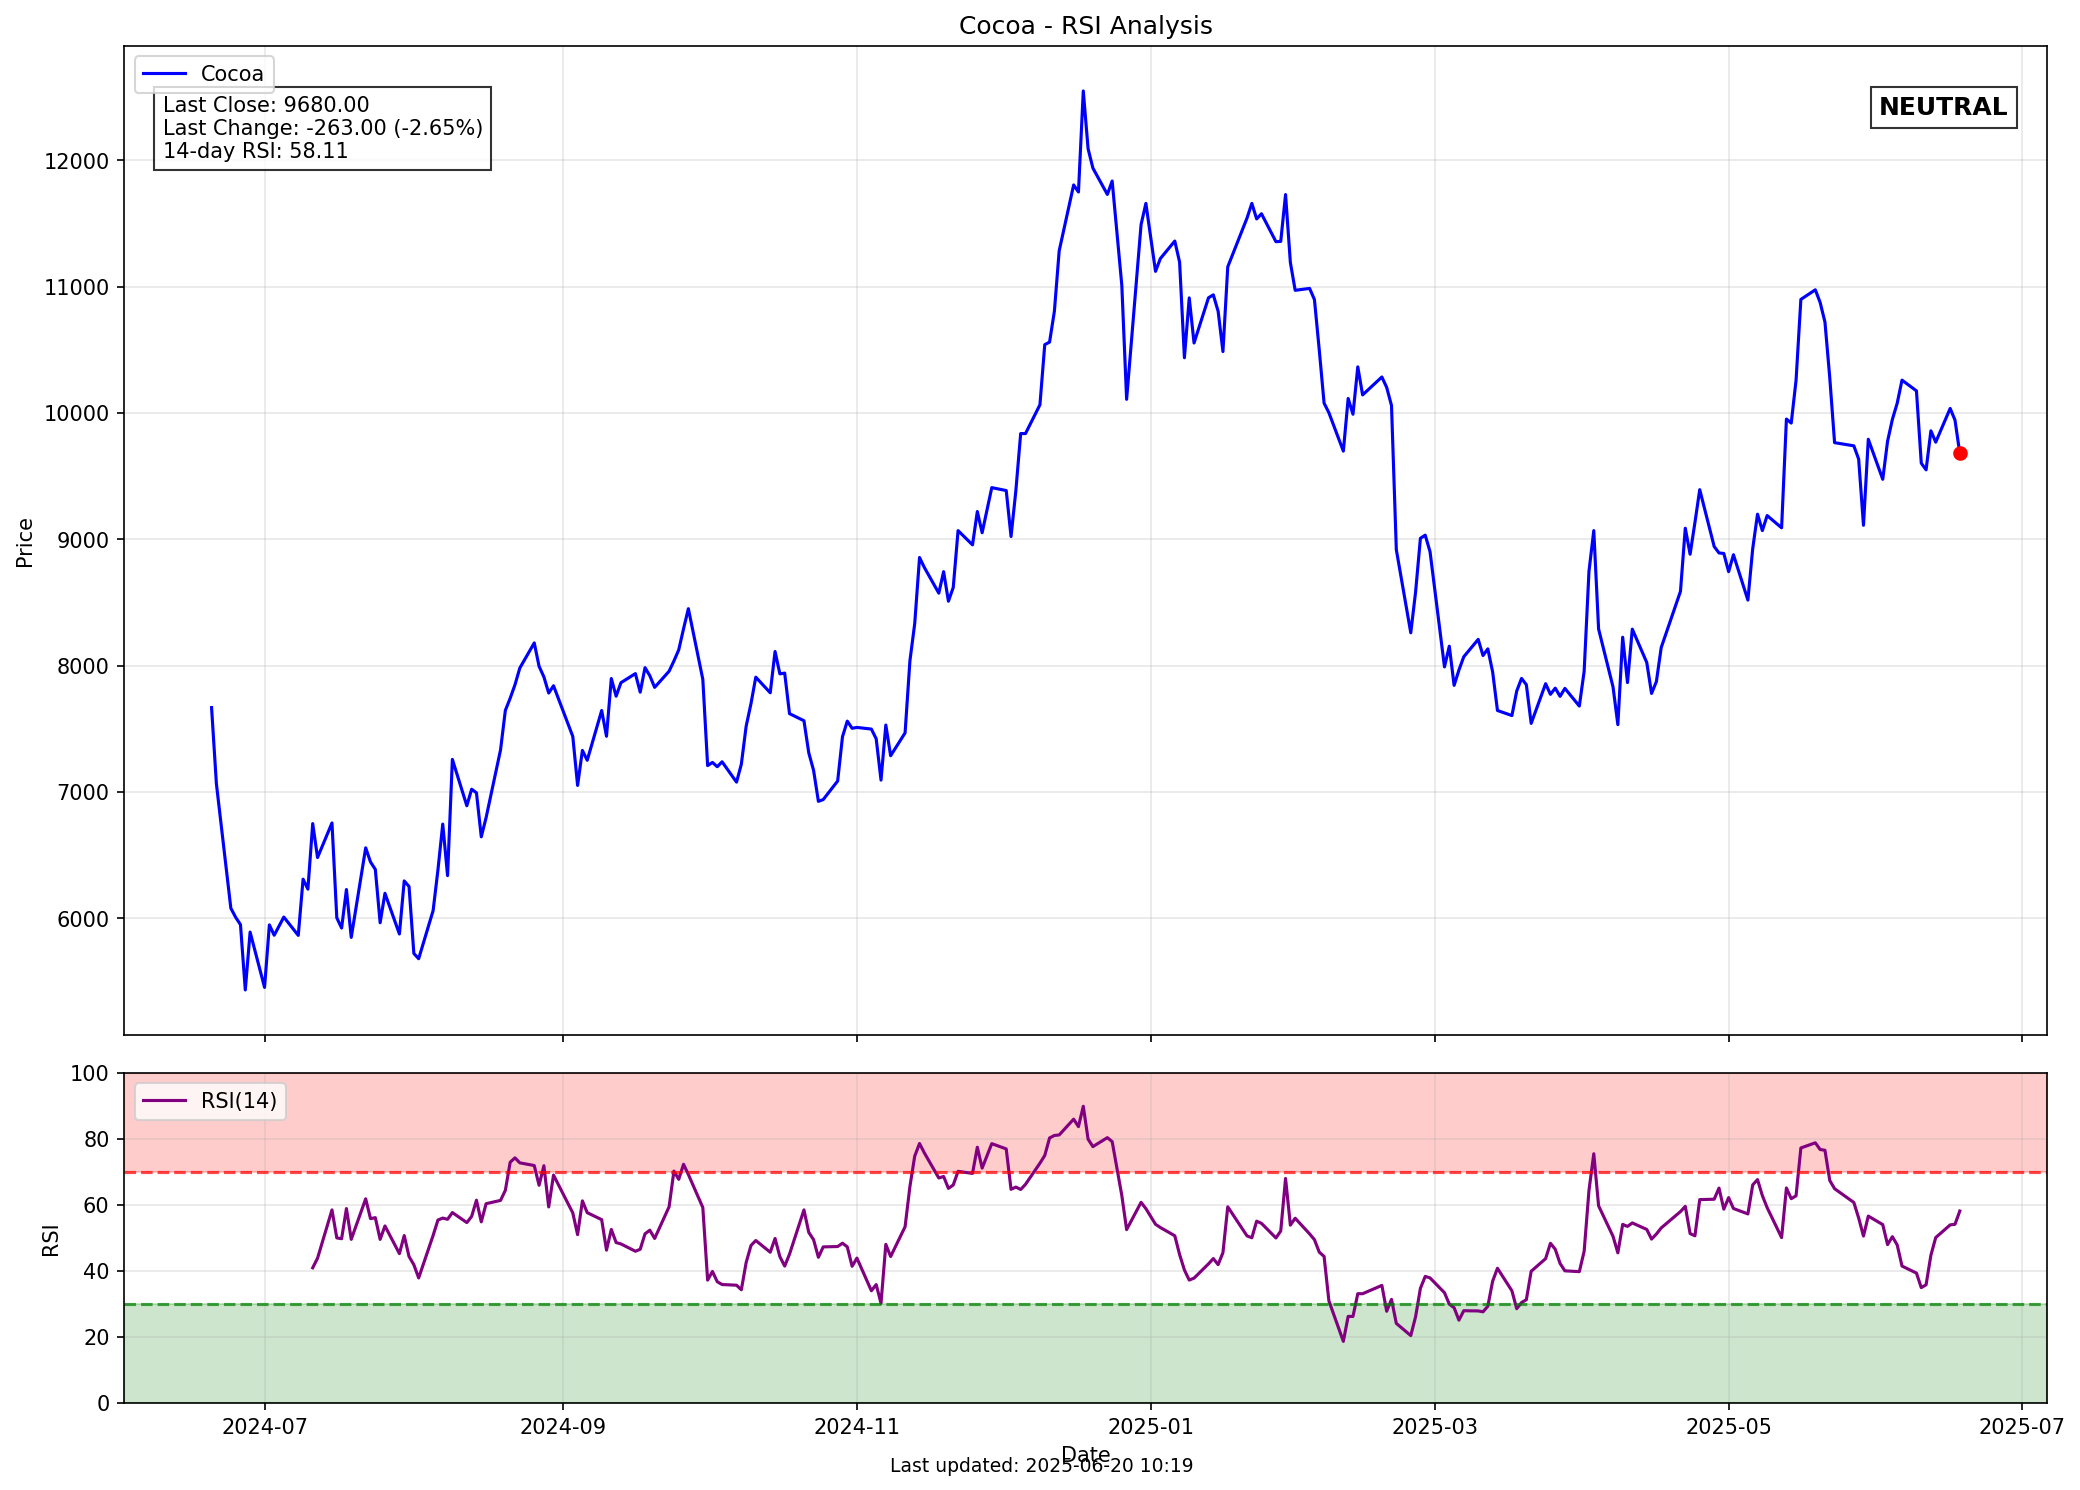 Cocoa - RSI Analysis
Cocoa
Last Close: 9680.00
Last Change: -263.00 (-2.65%)
14-day RSI: 58.11
NEUTRAL
12000
11000
10000
9000
8000
7000
6000
Price
100
80
60
40
20
0
RSI
RSI(14)
2024-07
2024-09
2024-11
2025-01
2025-03
2025-05
2025-07
Date
Last updated: 2025-06-20 10:19